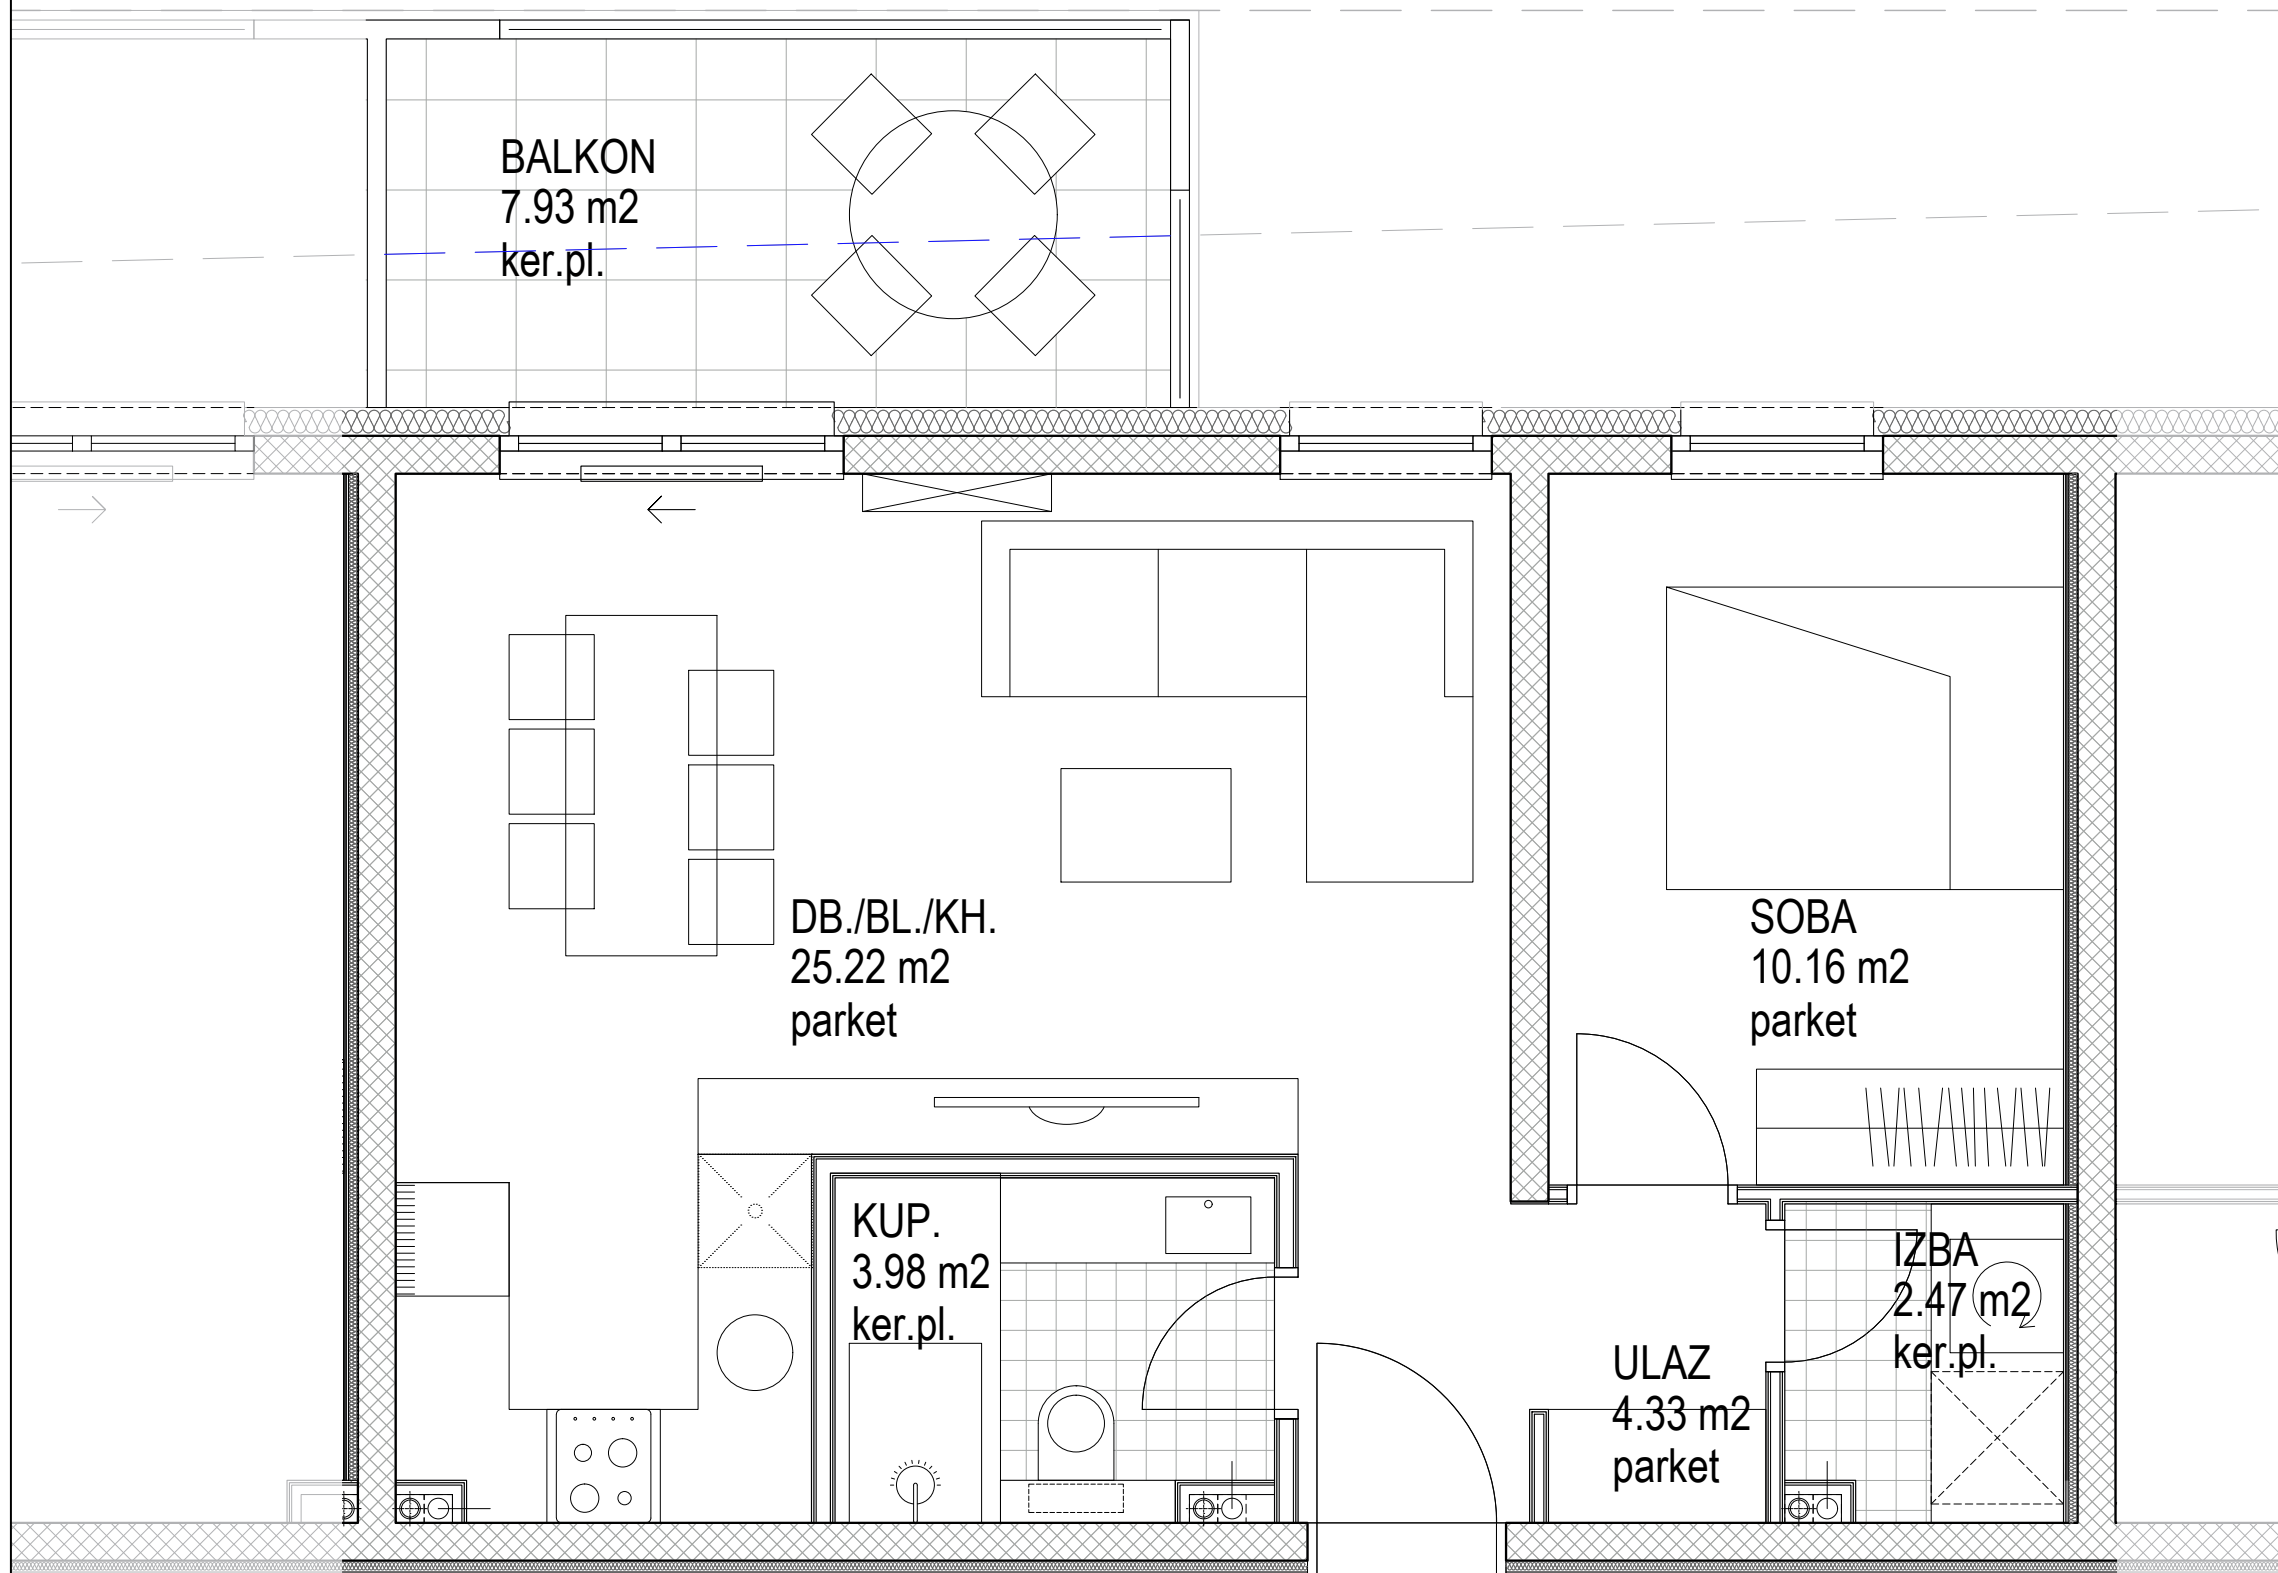 BALKON
7.93 m2
ker.pl.
DB./BL./KH.
25.22 m2
parket
SOBA
10.16 m2
parket
KUP.
3.98 m2
ker.pl.
IZBA
2.47 m2
ker.pl.
ULAZ
4.33 m2
parket